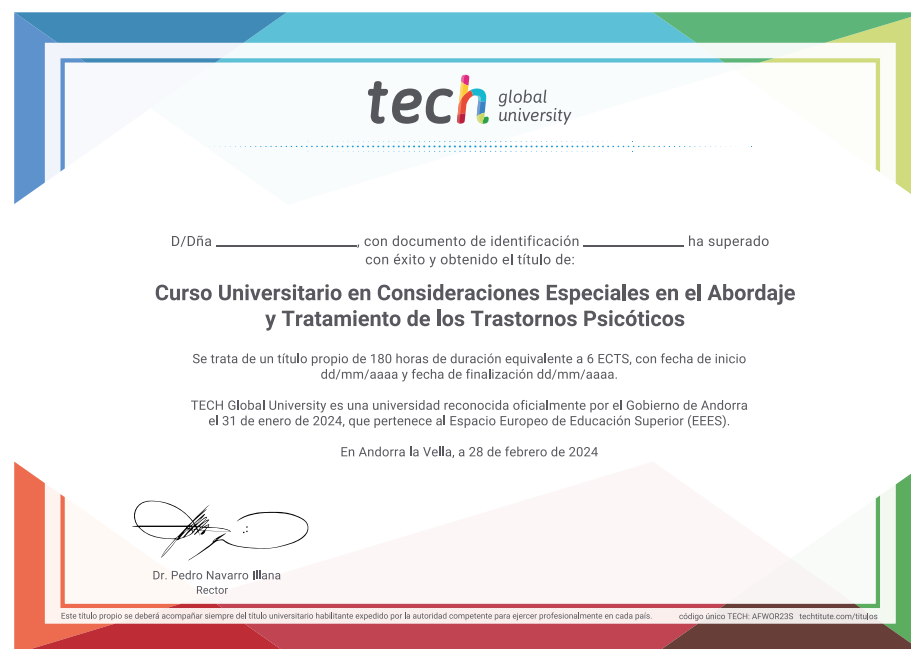 tech global university
D/Dña ______________, con documento de identificación __________ ha superado
con éxito y obtenido el título de:
Curso Universitario en Consideraciones Especiales en el Abordaje
y Tratamiento de los Trastornos Psicóticos
Se trata de un título propio de 180 horas de duración equivalente a 6 ECTS, con fecha de inicio
dd/mm/aaaa y fecha de finalización dd/mm/aaaa.
TECH Global University es una universidad reconocida oficialmente por el Gobierno de Andorra
el 31 de enero de 2024, que pertenece al Espacio Europeo de Educación Superior (EEES).
En Andorra la Vella, a 28 de febrero de 2024
Dr. Pedro Navarro Illana
Rector
Este título propio se deberá acompañar siempre del título universitario habilitante expedido por la autoridad competente para ejercer profesionalmente en cada país. código único TECH: AFWOR23S techtitute.com/titulos